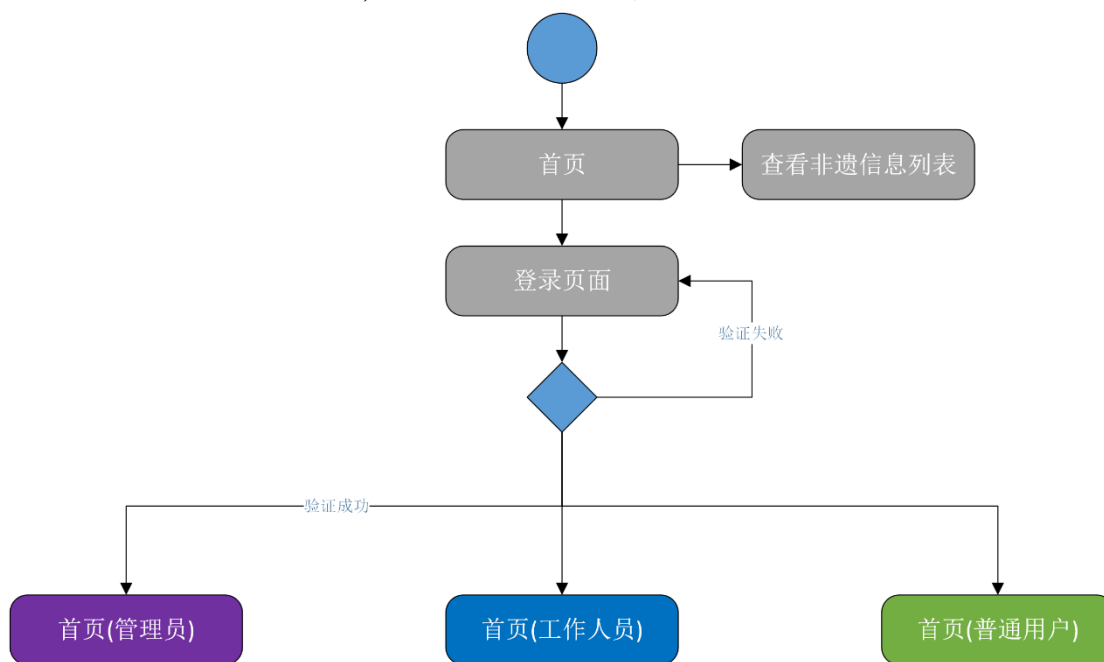 首页
查看非遗信息列表
登录页面
验证失败
验证成功
首页(管理员)
首页(工作人员)
首页(普通用户)